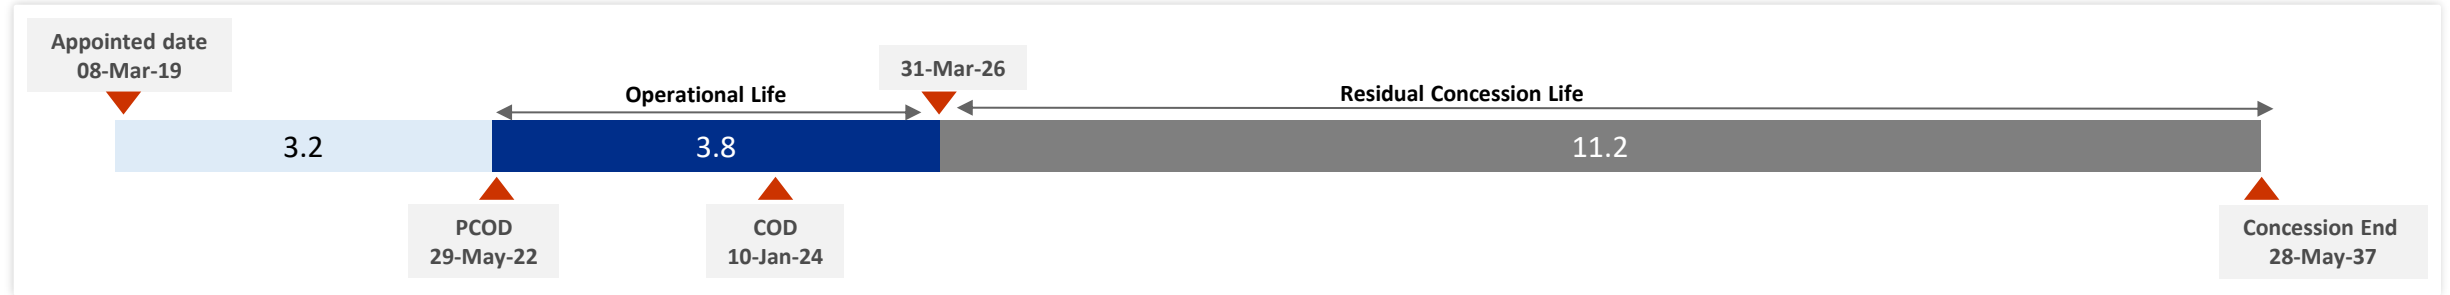 Appointed date
08-Mar-19
31-Mar-26
Operational Life
Residual Concession Life
3.2
3.8
11.2
PCOD
29-May-22
COD
10-Jan-24
Concession End
28-May-37